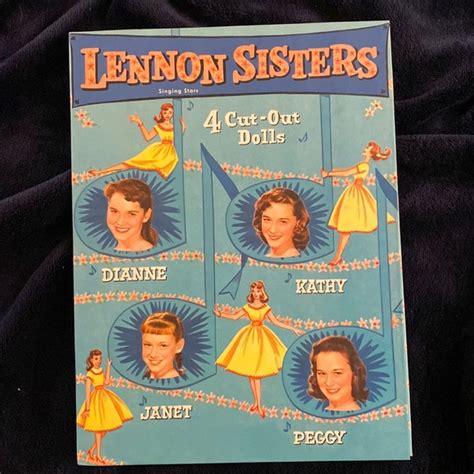 LENNON SISTERS
Singing Stars
4 Cut-Out
Dolls
DIANNE
KATHY
JANET
PEGGY